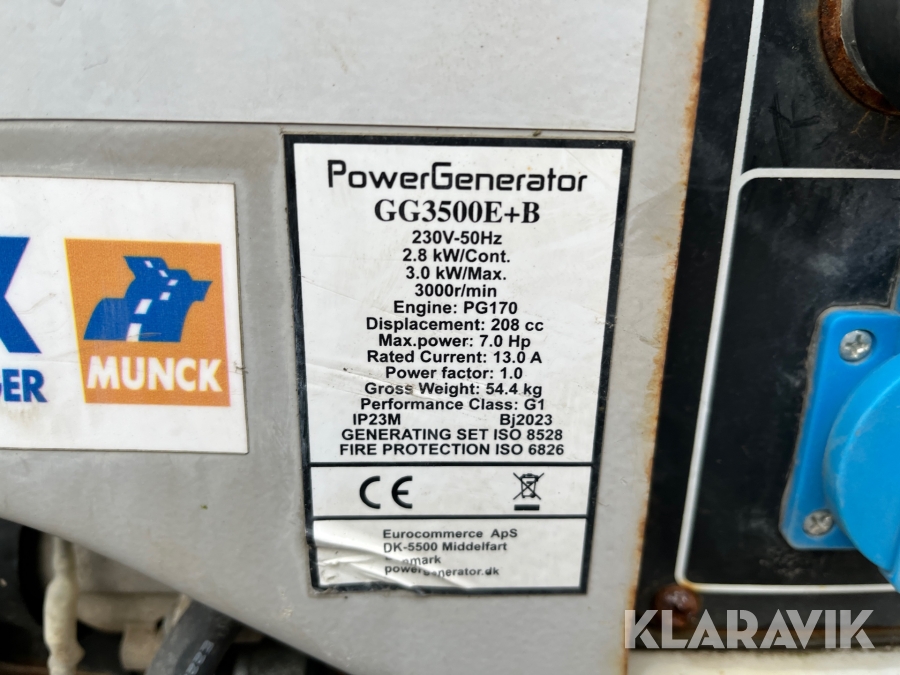 PowerGenerator
GG3500E+B
230V-50Hz
2.8 kW/Cont.
3.0 kW/Max.
3000r/min
Engine: PG170
Displacement: 208 cc
Max.power: 7.0 Hp
Rated Current: 13.0 A
Power factor: 1.0
Gross Weight: 54.4 kg
Performance Class: G1
IP23M Bj2023
GENERATING SET ISO 8528
FIRE PROTECTION ISO 6826
CE
Eurocommerce ApS
DK-5500 Middelfart
MUNCK
KLARAVIK